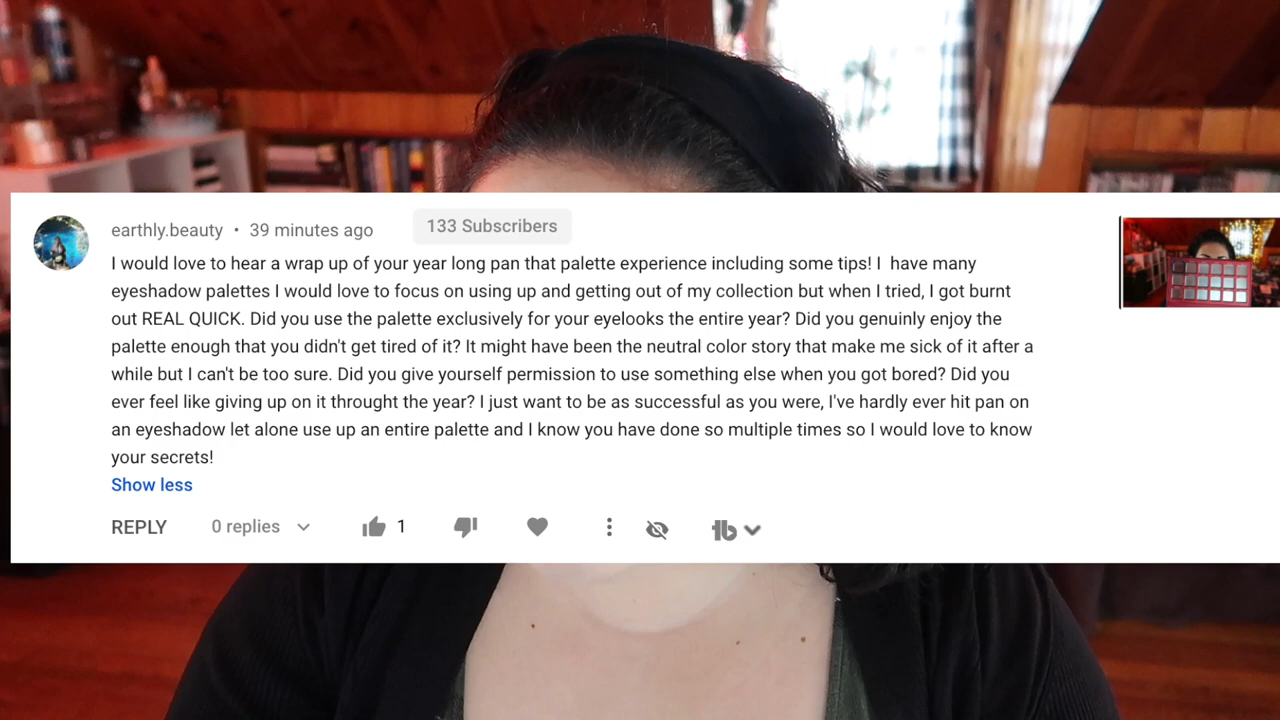 earthly.beauty • 39 minutes ago 133 Subscribers
I would love to hear a wrap up of your year long pan that palette experience including some tips! I have many
eyeshadow palettes I would love to focus on using up and getting out of my collection but when I tried, I got burnt
out REAL QUICK. Did you use the palette exclusively for your eyelooks the entire year? Did you genuinly enjoy the
palette enough that you didn't get tired of it? It might have been the neutral color story that make me sick of it after a
while but I can't be too sure. Did you give yourself permission to use something else when you got bored? Did you
ever feel like giving up on it throught the year? I just want to be as successful as you were, I've hardly ever hit pan on
an eyeshadow let alone use up an entire palette and I know you have done so multiple times so I would love to know
your secrets!
Show less
REPLY 0 replies 1